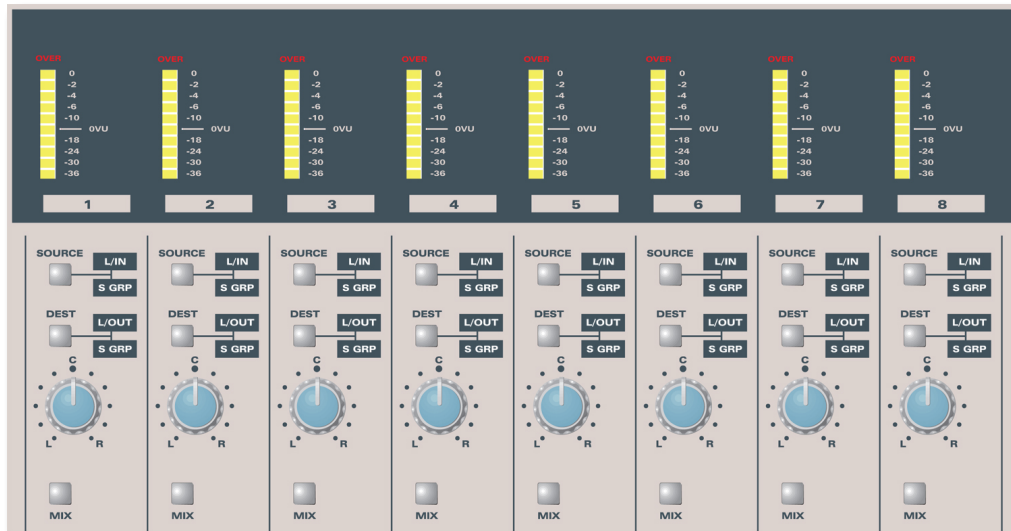 OVER OVER OVER OVER OVER OVER OVER OVER
0 0 0 0 0 0 0 0
-2 -2 -2 -2 -2 -2 -2 -2
-4 -4 -4 -4 -4 -4 -4 -4
-6 -6 -6 -6 -6 -6 -6 -6
-10 -10 -10 -10 -10 -10 -10 -10
0VU 0VU 0VU 0VU 0VU 0VU 0VU 0VU
-18 -18 -18 -18 -18 -18 -18 -18
-24 -24 -24 -24 -24 -24 -24 -24
-30 -30 -30 -30 -30 -30 -30 -30
-36 -36 -36 -36 -36 -36 -36 -36
1 2 3 4 5 6 7 8
SOURCE L/IN SOURCE L/IN SOURCE L/IN SOURCE L/IN SOURCE L/IN SOURCE L/IN SOURCE L/IN SOURCE L/IN
S GRP S GRP S GRP S GRP S GRP S GRP S GRP S GRP
DEST L/OUT DEST L/OUT DEST L/OUT DEST L/OUT DEST L/OUT DEST L/OUT DEST L/OUT DEST L/OUT
S GRP S GRP S GRP S GRP S GRP S GRP S GRP S GRP
C C C C C C C C
L R L R L R L R L R L R L R L R
MIX MIX MIX MIX MIX MIX MIX MIX